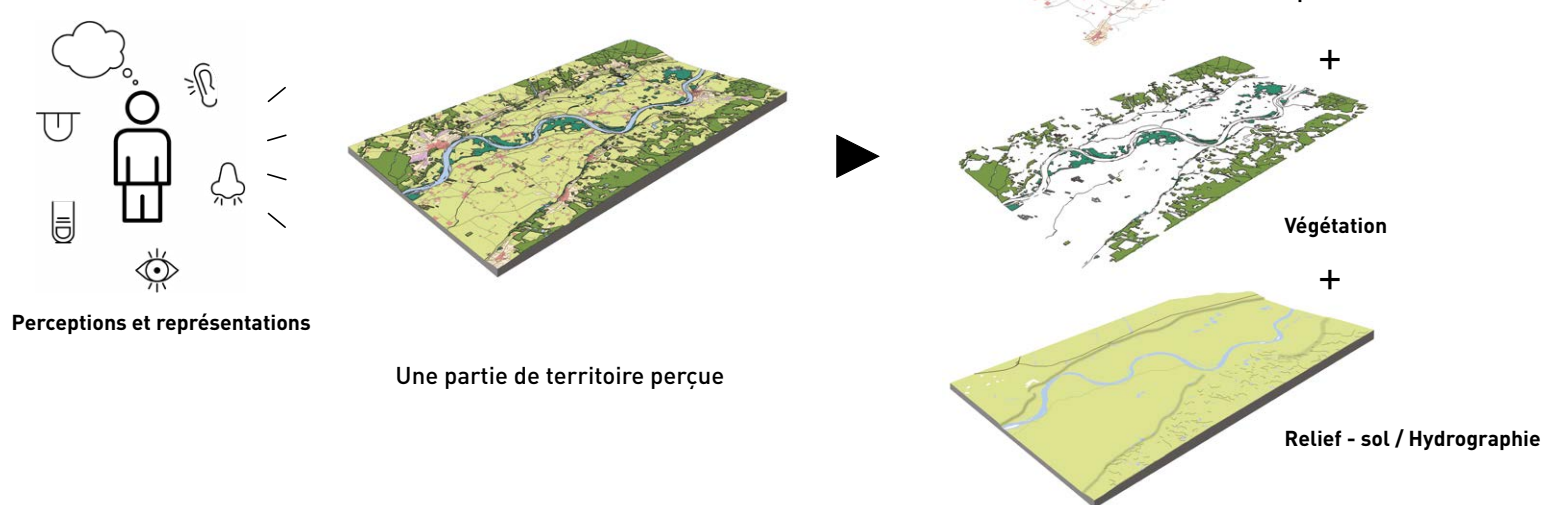 +
Végétation
+
Perceptions et représentations
Une partie de territoire perçue
Relief - sol / Hydrographie